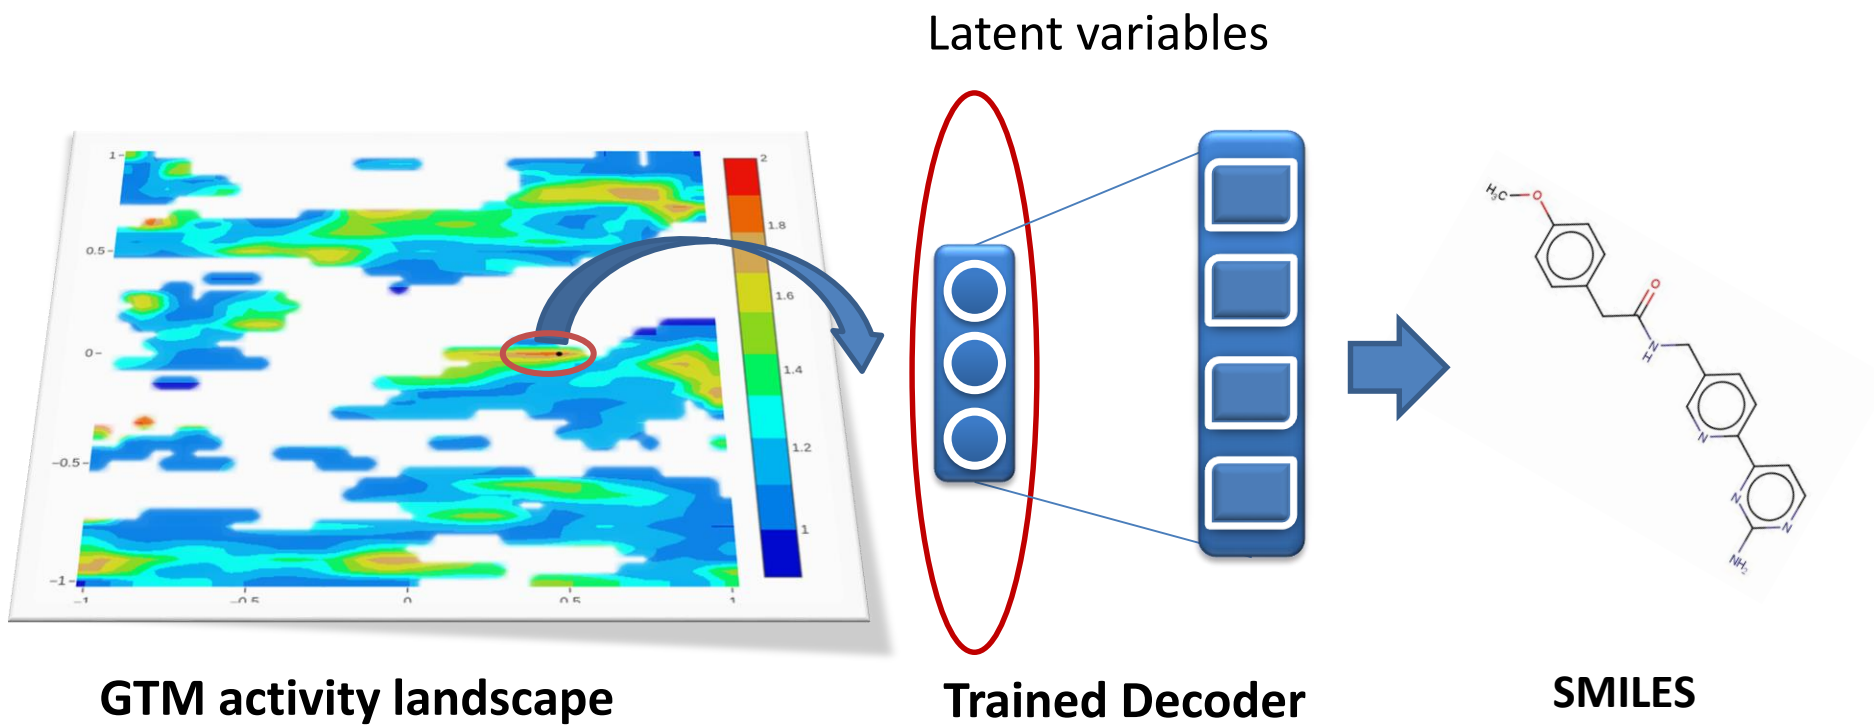 Latent variables
1
0.5
0
−0.5
−1
−1
−0.5
0
0.5
1
2
1.8
1.6
1.4
1.2
1
H3C
O
O
N
H
N
N
N
NH2
GTM activity landscape
Trained Decoder
SMILES